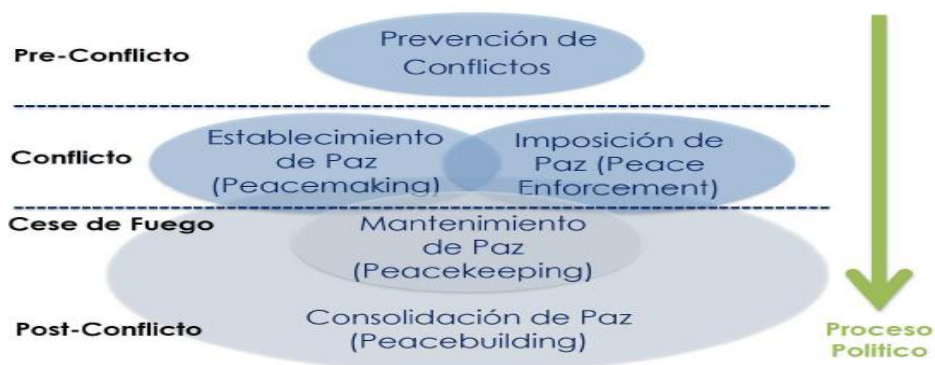 Prevención de
Conflictos
Pre-Conflicto
Establecimiento
de Paz
(Peacemaking)
Imposición de
Paz (Peace
Enforcement)
Conflicto
Cese de Fuego
Mantenimiento
de Paz
(Peacekeeping)
Post-Conflicto
Consolidación de Paz
(Peacebuilding)
Proceso
Politico